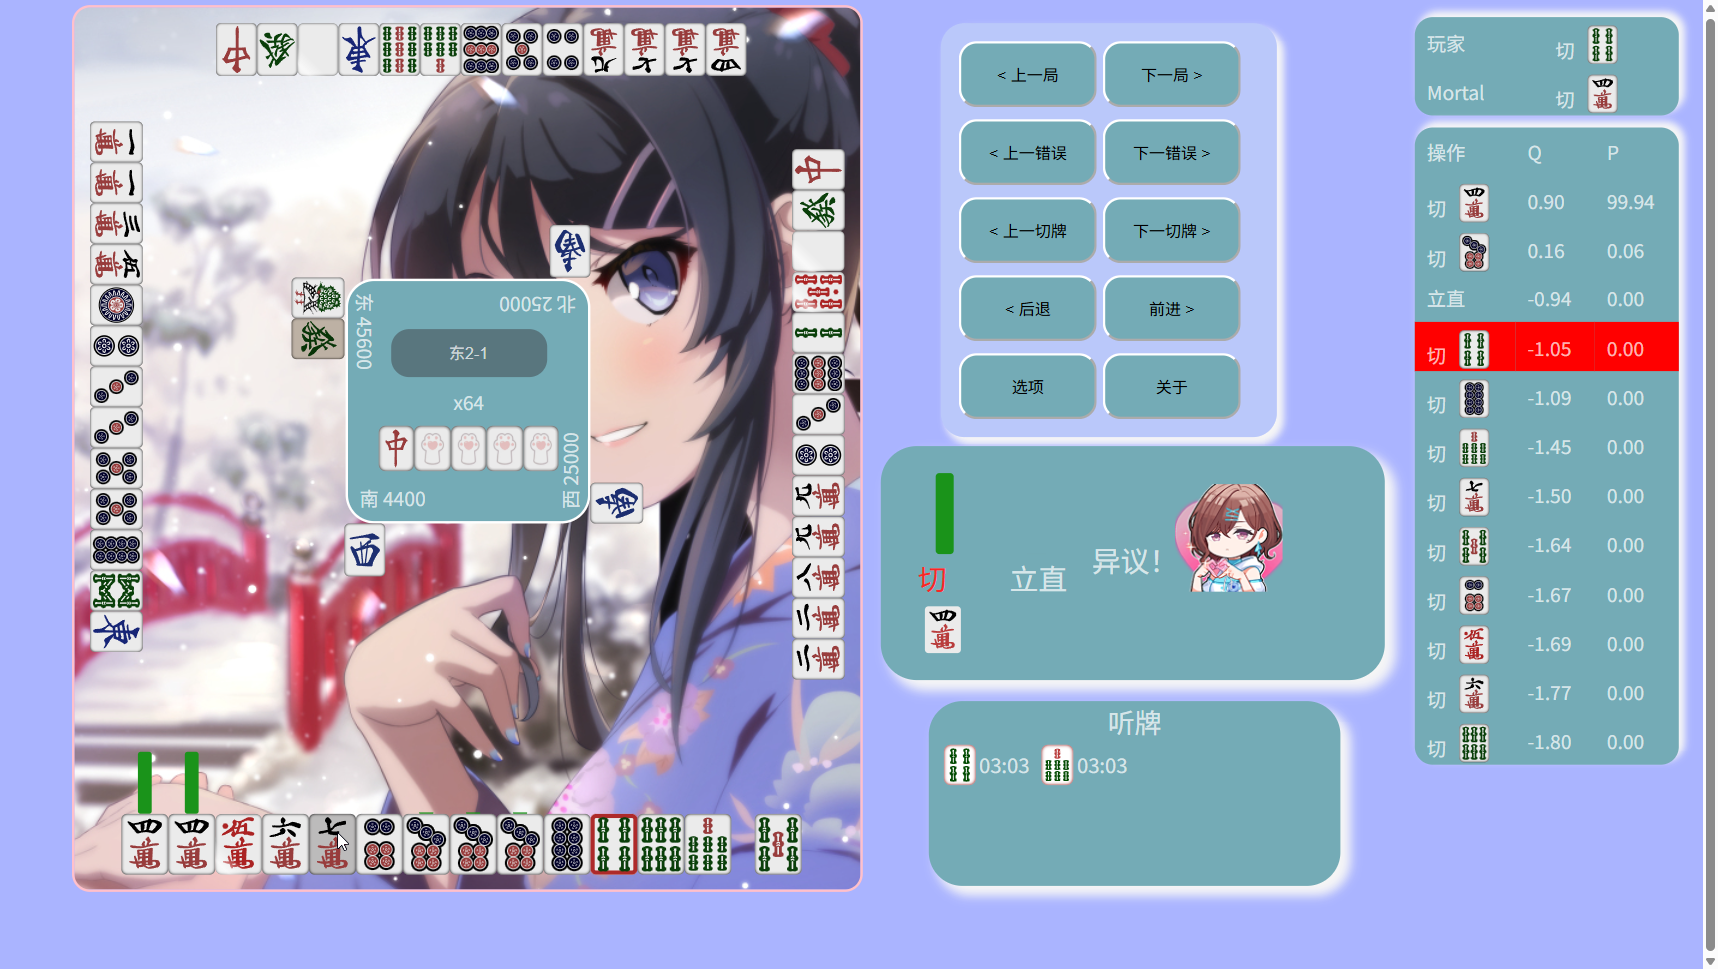 东 45600
北 25000
东2-1
x64
南 4400
西 25000
< 上一局
下一局 >
< 上一错误
下一错误 >
< 上一切牌
下一切牌 >
< 后退
前进 >
选项
关于
切
立直
异议！
听牌
03:03
03:03
玩家 切
Mortal 切
操作 Q P
切 0.90 99.94
切 0.16 0.06
立直 -0.94 0.00
切 -1.05 0.00
切 -1.09 0.00
切 -1.45 0.00
切 -1.50 0.00
切 -1.64 0.00
切 -1.67 0.00
切 -1.69 0.00
切 -1.77 0.00
切 -1.80 0.00